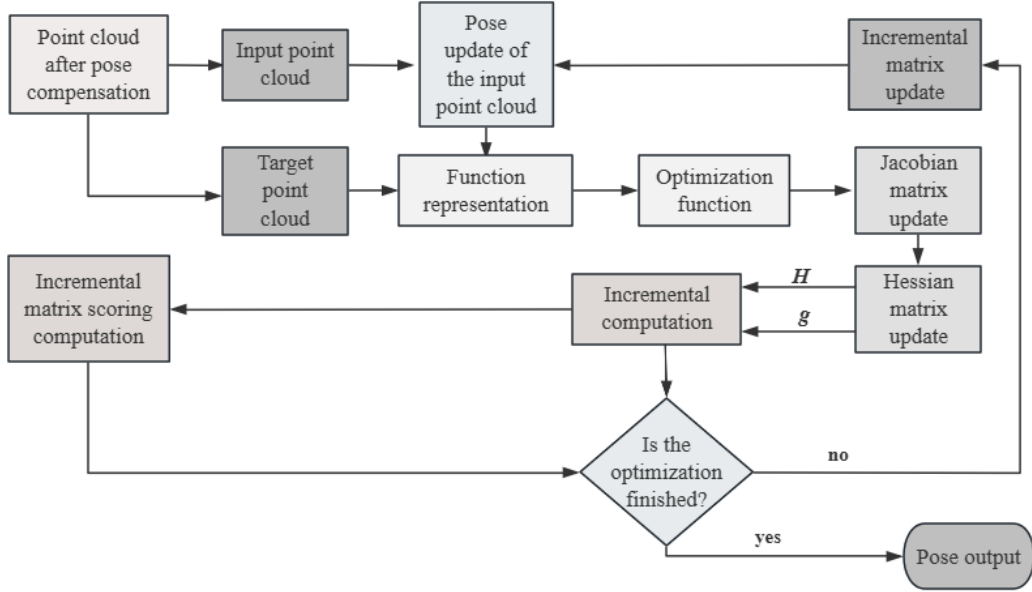 Point cloud
after pose
compensation
Input point
cloud
Pose
update of
the input
point cloud
Incremental
matrix
update
Target
point
cloud
Function
representation
Optimization
function
Jacobian
matrix
update
Incremental
matrix scoring
computation
Incremental
computation
H
g
Hessian
matrix
update
Is the
optimization
finished?
no
yes
Pose output